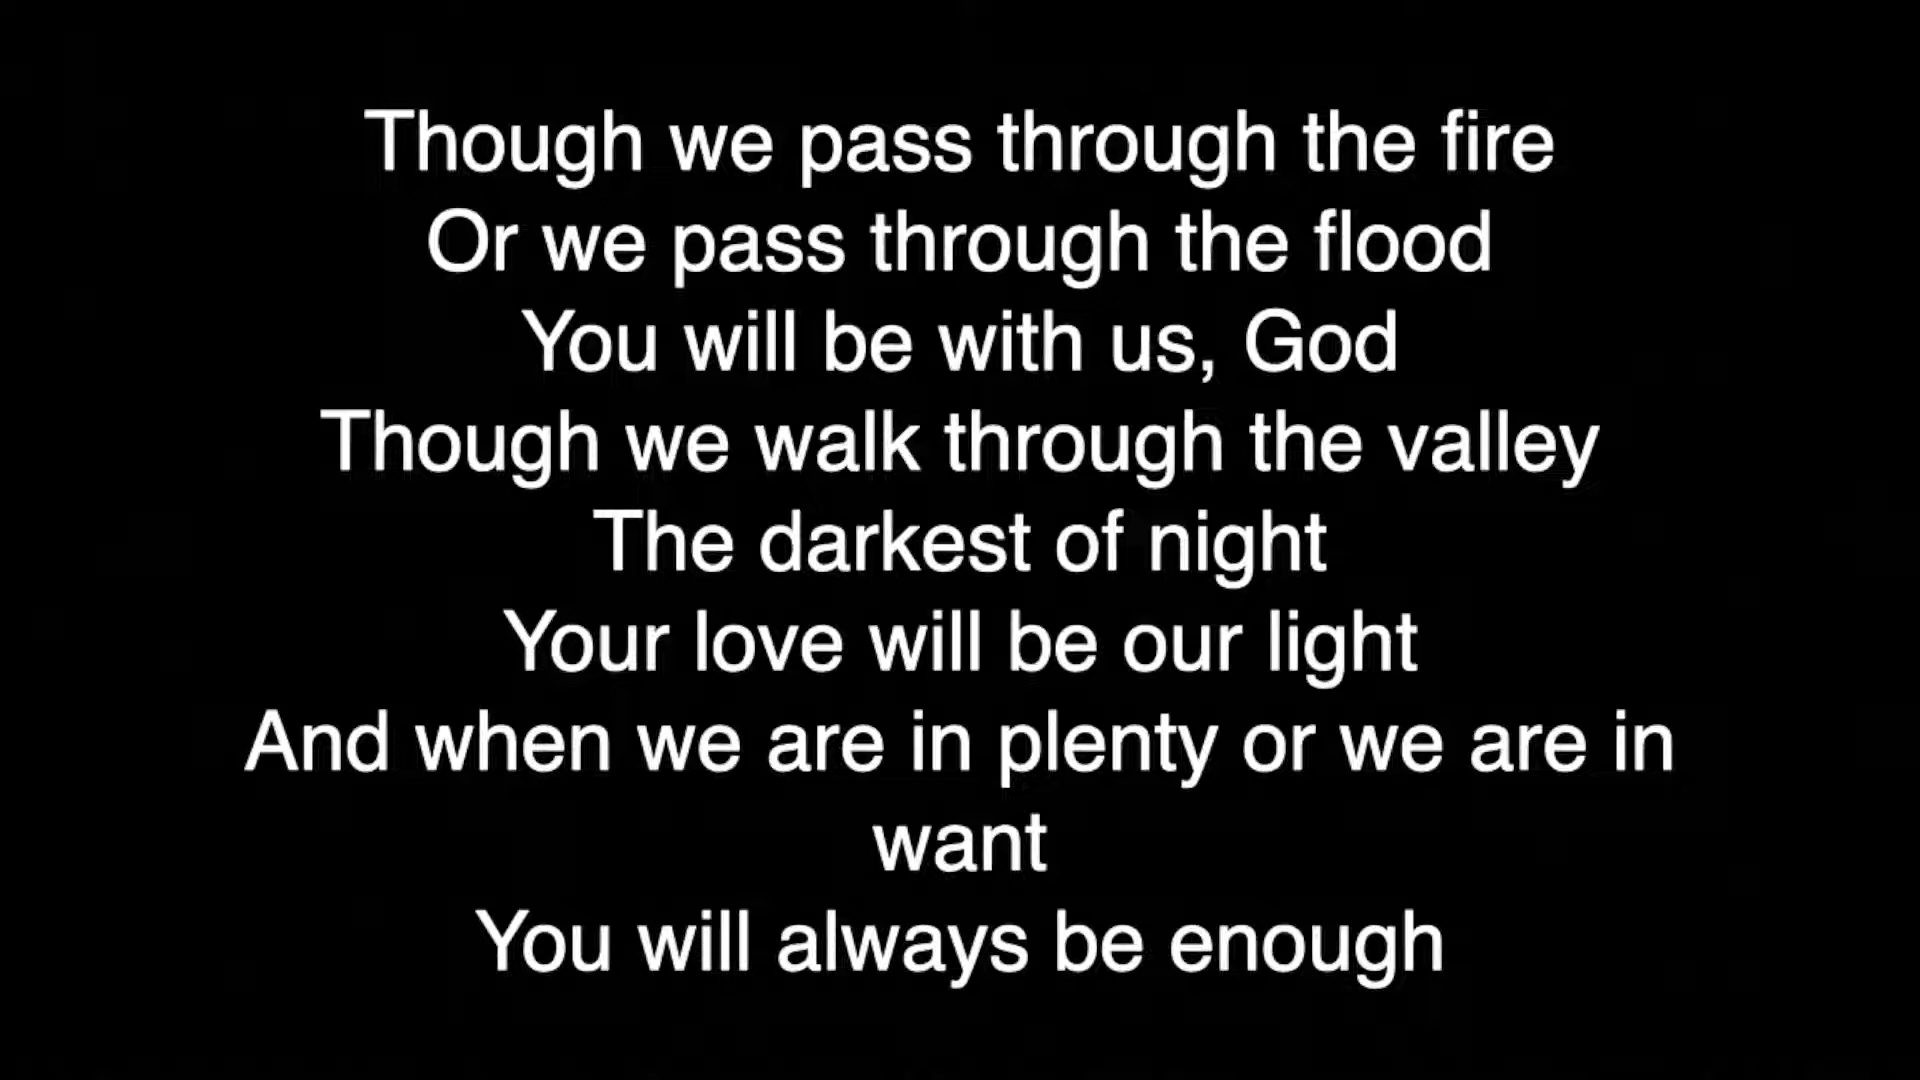 Though we pass through the fire
Or we pass through the flood
You will be with us, God
Though we walk through the valley
The darkest of night
Your love will be our light
And when we are in plenty or we are in
want
You will always be enough